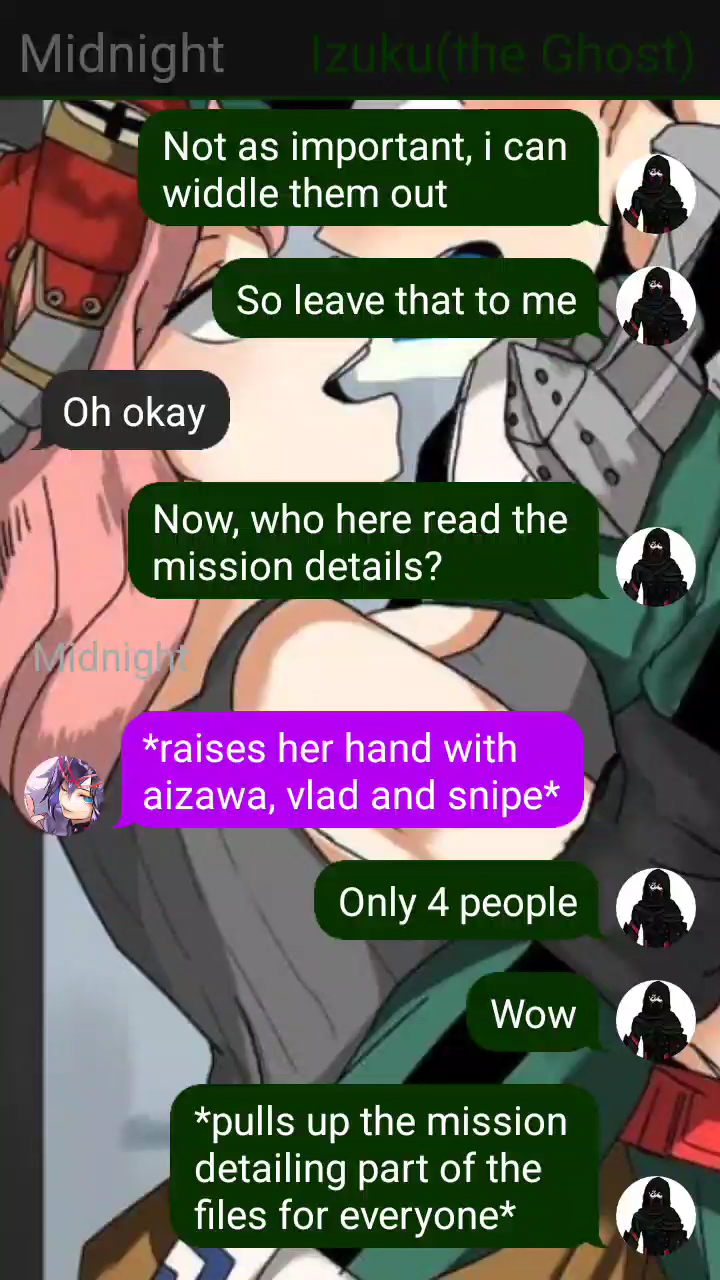 Midnight Izuku(the Ghost)
Not as important, i can
widdle them out
So leave that to me
Oh okay
Now, who here read the
mission details?
Midnight
*raises her hand with
aizawa, vlad and snipe*
Only 4 people
Wow
*pulls up the mission
detailing part of the
files for everyone*